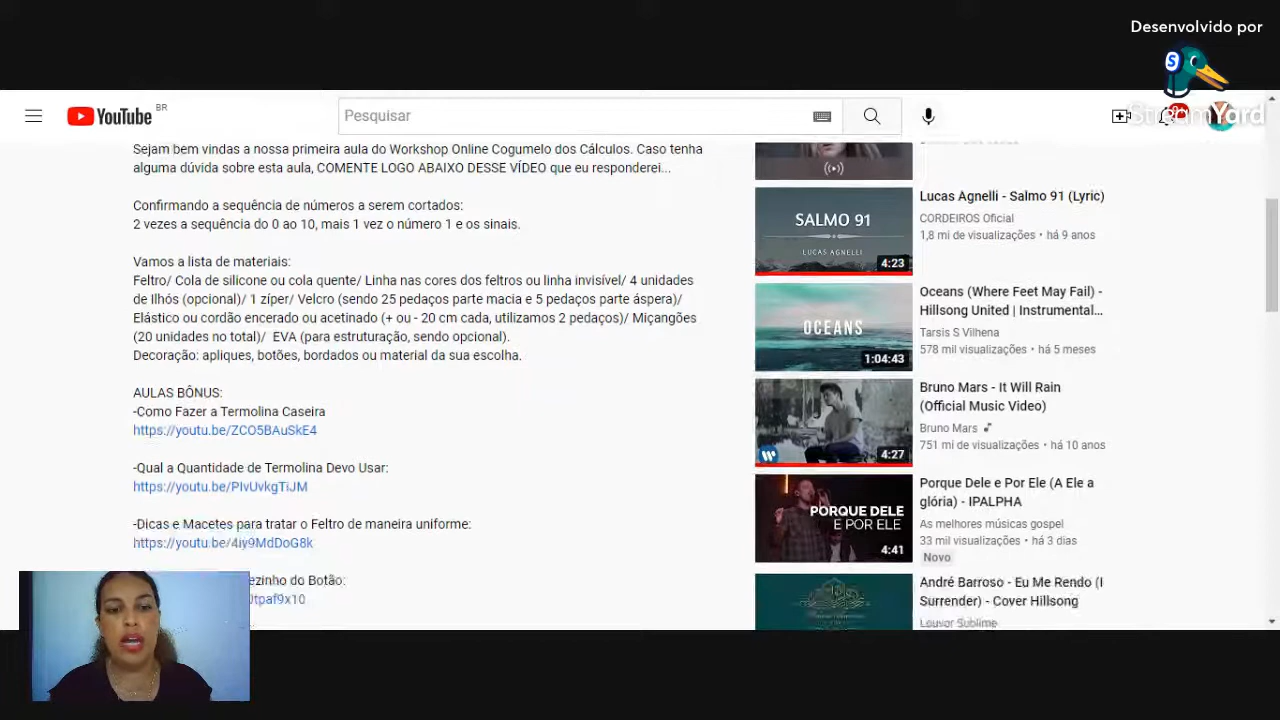 Desenvolvido por
StreamYard
YouTube BR
Pesquisar
Sejam bem vindas a nossa primeira aula do Workshop Online Cogumelo dos Cálculos. Caso tenha
alguma dúvida sobre esta aula, COMENTE LOGO ABAIXO DESSE VÍDEO que eu responderei...
Confirmando a sequência de números a serem cortados:
2 vezes a sequência do 0 ao 10, mais 1 vez o número 1 e os sinais.
Vamos a lista de materiais:
Feltro/ Cola de silicone ou cola quente/ Linha nas cores dos feltros ou linha invisível/ 4 unidades
de Ilhós (opcional)/ 1 zíper/ Velcro (sendo 25 pedaços parte macia e 5 pedaços parte áspera)/
Elástico ou cordão encerado ou acetinado (+ ou - 20 cm cada, utilizamos 2 pedaços)/ Miçangões
(20 unidades no total)/ EVA (para estruturação, sendo opcional).
Decoração: apliques, botões, bordados ou material da sua escolha.
AULAS BÔNUS:
-Como Fazer a Termolina Caseira
https://youtu.be/ZCO5BAuSkE4
-Qual a Quantidade de Termolina Devo Usar:
https://youtu.be/PIvUvkgTiJM
-Dicas e Macetes para tratar o Feltro de maneira uniforme:
https://youtu.be/4iy9MdDoG8k
ezinho do Botão:
0tpaf9x10
SALMO 91
LUCAS AGNELLI
4:23
Lucas Agnelli - Salmo 91 (Lyric)
CORDEIROS Oficial
1,8 mi de visualizações • há 9 anos
OCEANS
1:04:43
Oceans (Where Feet May Fail) -
Hillsong United | Instrumental...
Tarsis S Vilhena
578 mil visualizações • há 5 meses
4:27
Bruno Mars - It Will Rain
(Official Music Video)
Bruno Mars
751 mi de visualizações • há 10 anos
PORQUE DELE
E POR ELE
4:41
Porque Dele e Por Ele (A Ele a
glória) - IPALPHA
As melhores músicas gospel
33 mil visualizações • há 3 dias
Novo
André Barroso - Eu Me Rendo (I
Surrender) - Cover Hillsong
Louvor Sublime